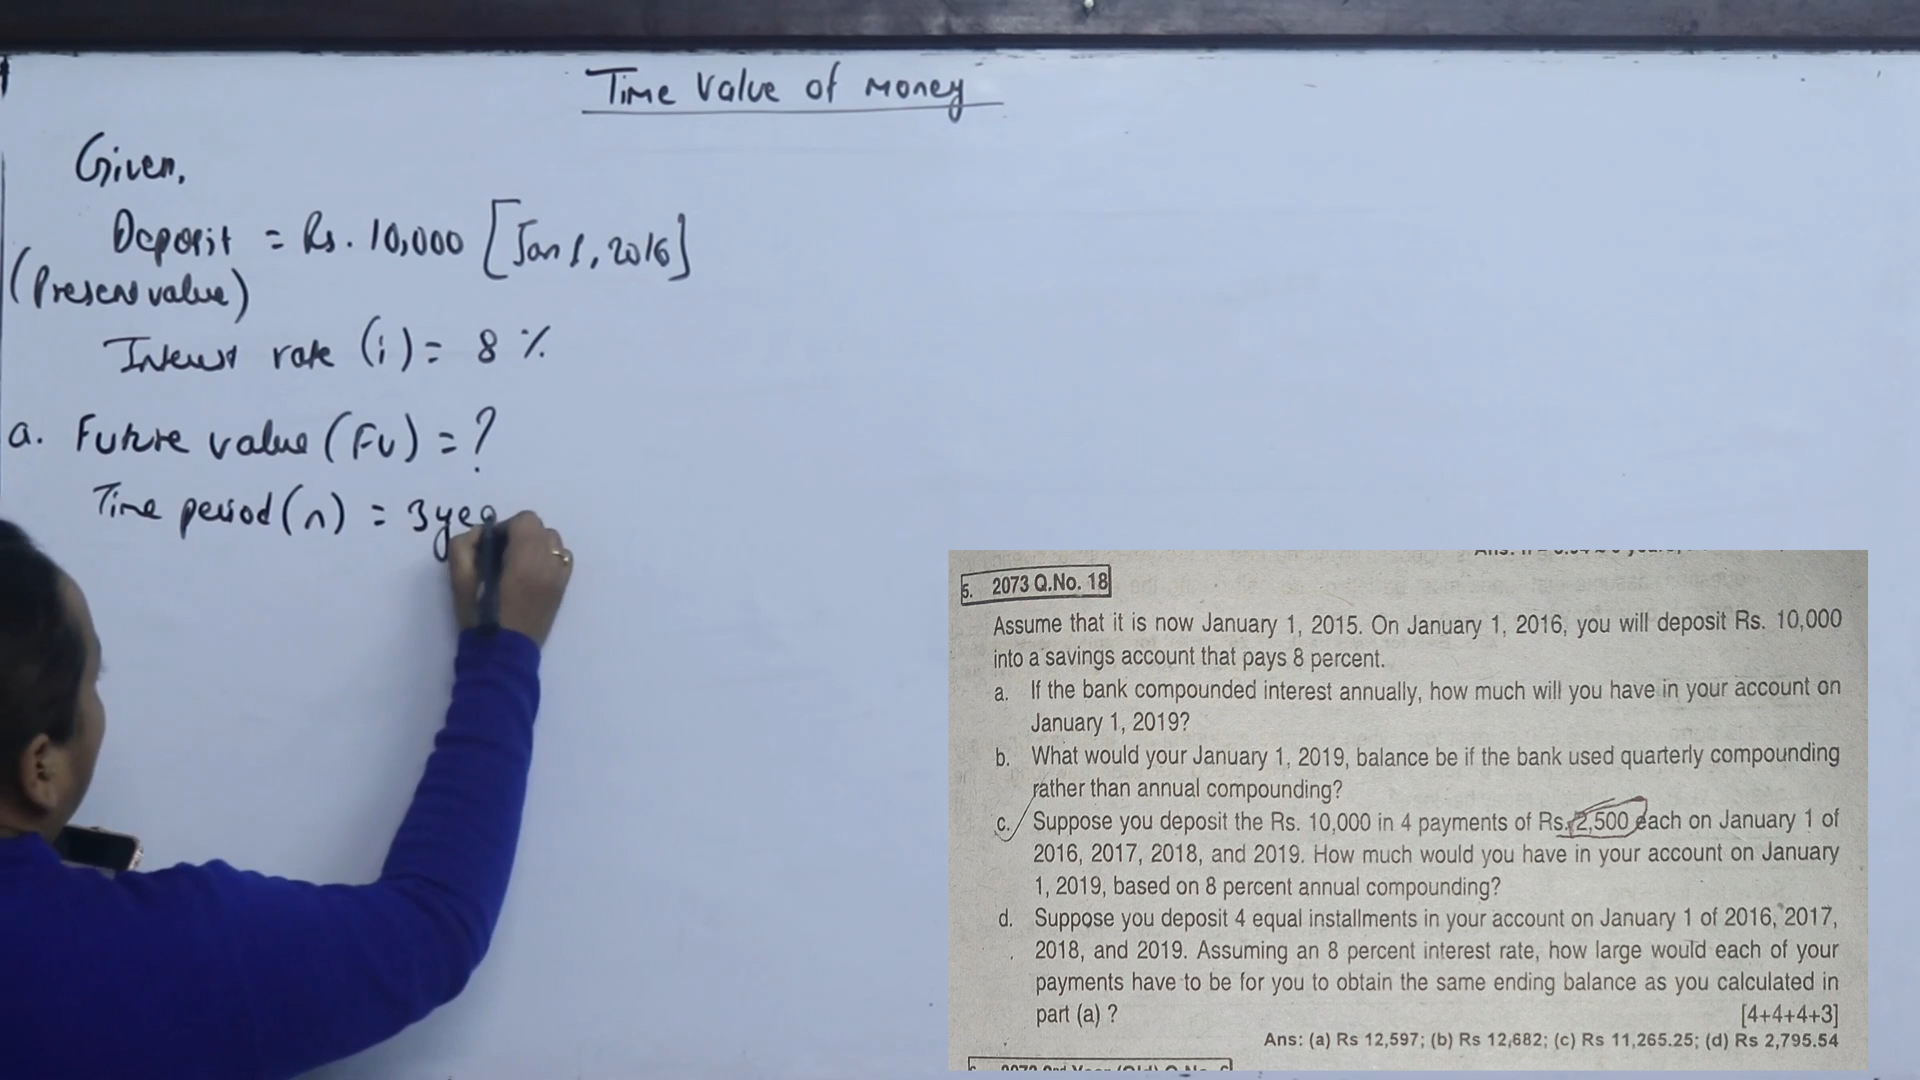 Time Value of Money
Given,
Deposit = Rs. 10,000 [Jan 1, 2016]
(Present value)
Interest rate (i) = 8 %
a. Future value (FV) = ?
Time period (n) = 3 yea
5. 2073 Q.No. 18
Assume that it is now January 1, 2015. On January 1, 2016, you will deposit Rs. 10,000
into a savings account that pays 8 percent.
a. If the bank compounded interest annually, how much will you have in your account on
January 1, 2019?
b. What would your January 1, 2019, balance be if the bank used quarterly compounding
rather than annual compounding?
c. Suppose you deposit the Rs. 10,000 in 4 payments of Rs. 2,500 each on January 1 of
2016, 2017, 2018, and 2019. How much would you have in your account on January
1, 2019, based on 8 percent annual compounding?
d. Suppose you deposit 4 equal installments in your account on January 1 of 2016, 2017,
2018, and 2019. Assuming an 8 percent interest rate, how large would each of your
payments have to be for you to obtain the same ending balance as you calculated in
part (a) ? [4+4+4+3]
Ans: (a) Rs 12,597; (b) Rs 12,682; (c) Rs 11,265.25; (d) Rs 2,795.54